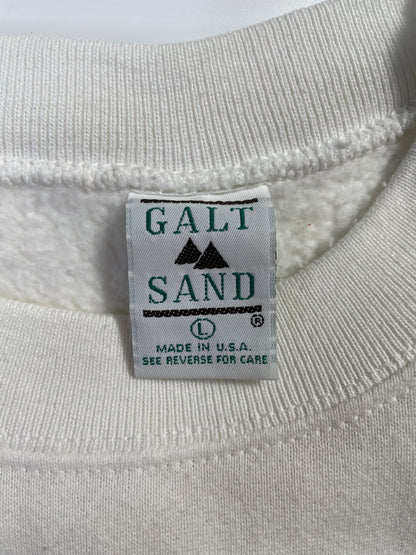 GALT
SAND
L
®
MADE IN U.S.A.
SEE REVERSE FOR CARE